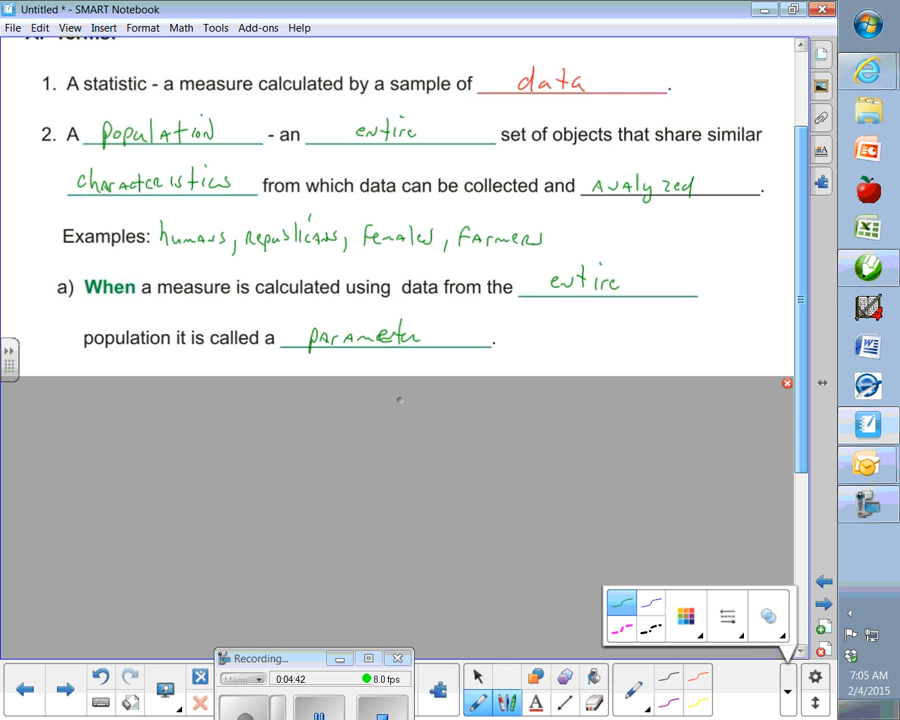 Untitled * - SMART Notebook
File Edit View Insert Format Math Tools Add-ons Help
1. A statistic - a measure calculated by a sample of data.
2. A population - an entire set of objects that share similar
characteristics from which data can be collected and analyzed.
Examples: humans, Republicans, Females, Farmers
a) When a measure is calculated using data from the entire
population it is called a parameter.
Recording...
Menu 0:04:42 8.0 fps
7:05 AM
2/4/2015